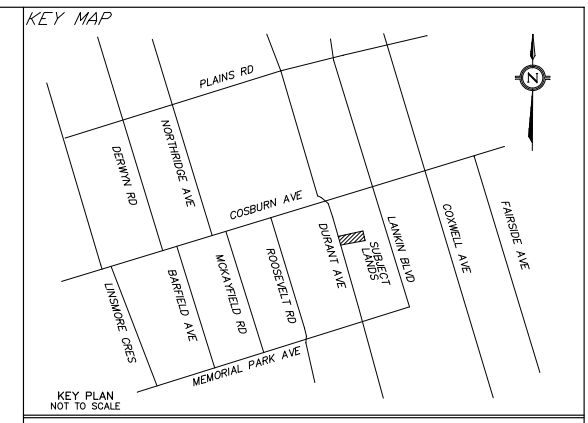 KEY MAP
PLAINS RD
N
NORTHRIDGE AVE
DERWYN RD
COSBURN AVE
FAIRSIDE AVE
COXWELL AVE
LANKIN BLVD
SUBJECT
LANDS
DURANT AVE
ROOSEVELT RD
MCKAYFIELD RD
BARFIELD AVE
LINSMORE CRES
MEMORIAL PARK AVE
KEY PLAN
NOT TO SCALE